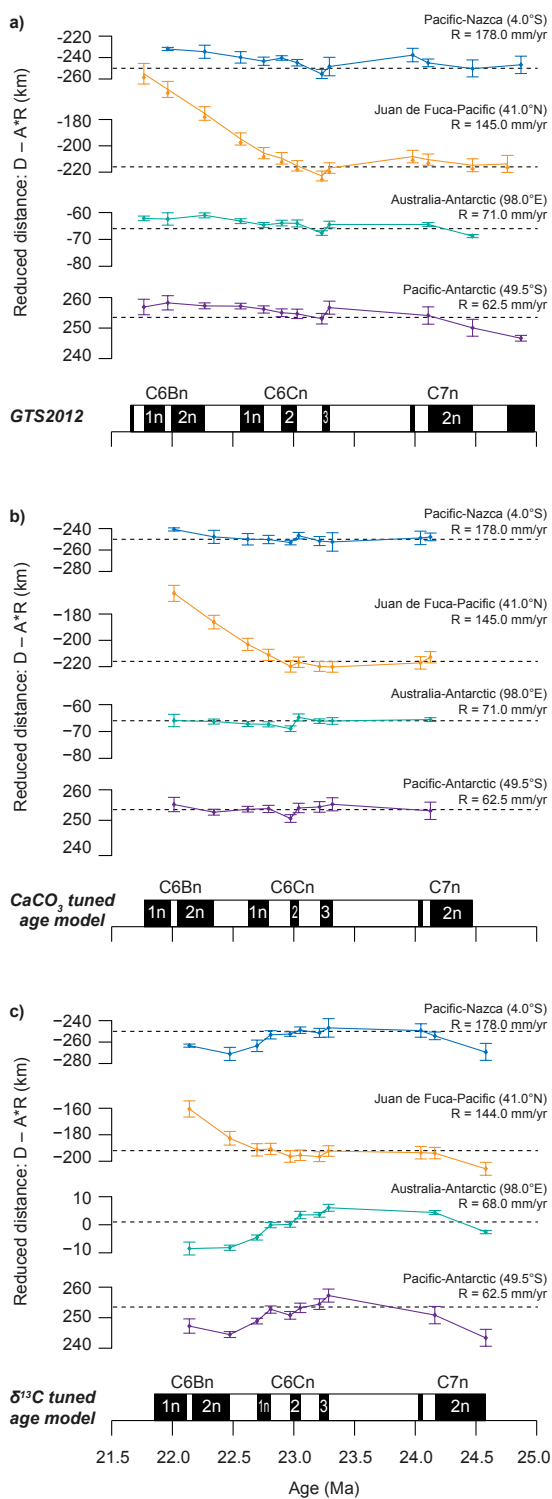 a)
Pacific-Nazca (4.0°S)
R = 178.0 mm/yr
−220
−240
−260
Juan de Fuca-Pacific (41.0°N)
R = 145.0 mm/yr
−180
−200
−220
Australia-Antarctic (98.0°E)
R = 71.0 mm/yr
−60
−70
−80
Pacific-Antarctic (49.5°S)
R = 62.5 mm/yr
260
250
240
Reduced distance: D – A*R (km)
C6Bn C6Cn C7n
GTS2012
1n 2n 1n 2 3 2n
b)
Pacific-Nazca (4.0°S)
R = 178.0 mm/yr
−240
−260
−280
Juan de Fuca-Pacific (41.0°N)
R = 145.0 mm/yr
−180
−200
−220
Australia-Antarctic (98.0°E)
R = 71.0 mm/yr
−60
−70
−80
Pacific-Antarctic (49.5°S)
R = 62.5 mm/yr
260
250
240
Reduced distance: D – A*R (km)
C6Bn C6Cn C7n
CaCO₃ tuned
age model
1n 2n 1n 2 3 2n
c)
Pacific-Nazca (4.0°S)
R = 178.0 mm/yr
−240
−260
−280
Juan de Fuca-Pacific (41.0°N)
R = 144.0 mm/yr
−160
−180
−200
Australia-Antarctic (98.0°E)
R = 68.0 mm/yr
10
0
−10
Pacific-Antarctic (49.5°S)
R = 62.5 mm/yr
260
250
240
Reduced distance: D – A*R (km)
C6Bn C6Cn C7n
δ¹³C tuned
age model
1n 2n 1n 2 3 2n
21.5 22.0 22.5 23.0 23.5 24.0 24.5 25.0
Age (Ma)